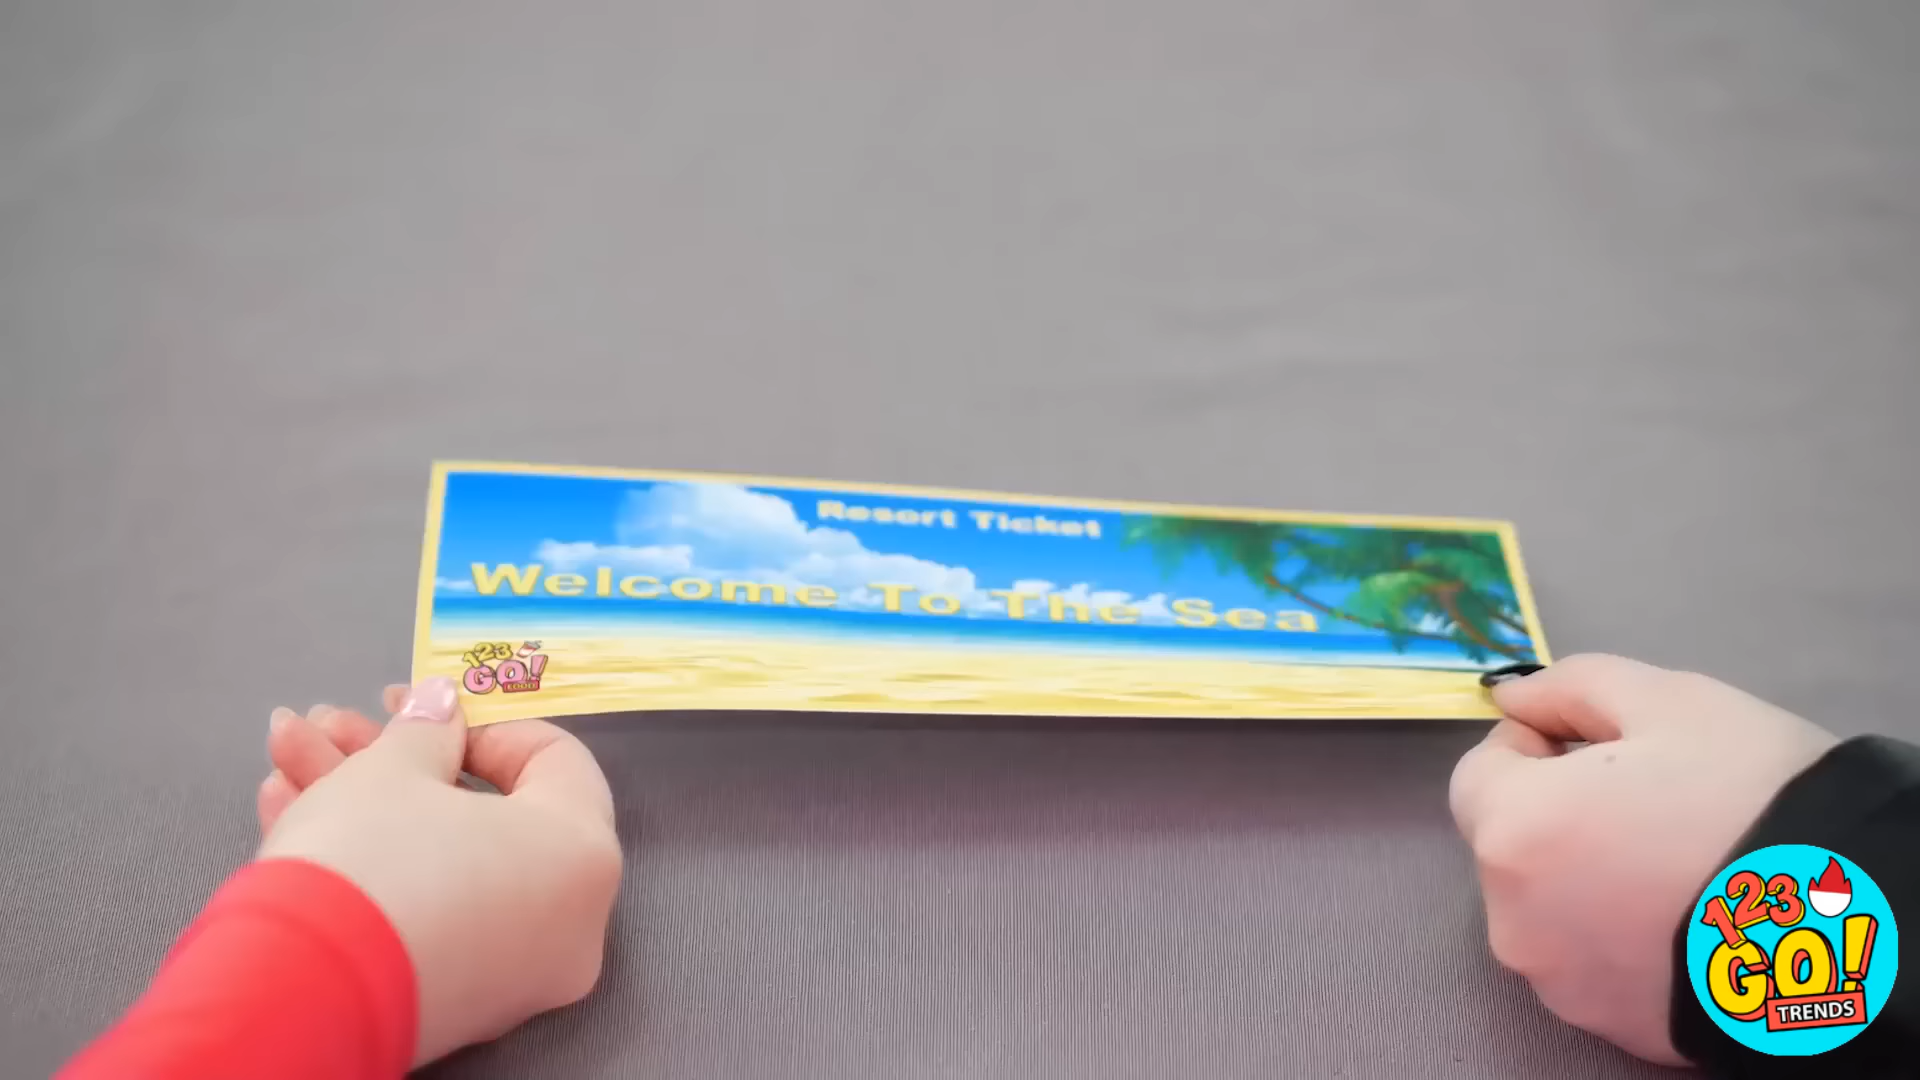 Resort Ticket
Welcome To The Sea
123
GO!
123
GO!
TRENDS